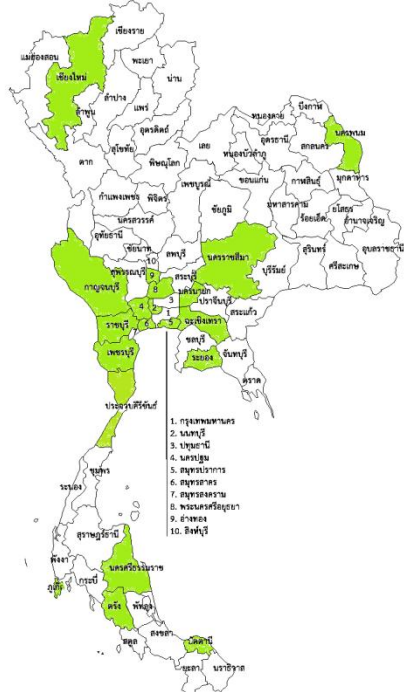 เชียงราย
แม่ฮ่องสอน
เชียงใหม่
พะเยา
น่าน
ลำปาง
ลำพูน
แพร่
อุตรดิตถ์
สุโขทัย
ตาก
พิษณุโลก
เลย
หนองคาย
บึงกาฬ
อุดรธานี
นครพนม
สกลนคร
หนองบัวลำภู
มุกดาหาร
ขอนแก่น
กาฬสินธุ์
เพชรบูรณ์
กำแพงเพชร
พิจิตร
ชัยภูมิ
มหาสารคาม
ร้อยเอ็ด
ยโสธร
อำนาจเจริญ
นครสวรรค์
อุทัยธานี
ชัยนาท
ลพบุรี
นครราชสีมา
บุรีรัมย์
สุรินทร์
ศรีสะเกษ
อุบลราชธานี
10
สุพรรณบุรี
9
สระบุรี
กาญจนบุรี
8
นครนายก
4
2
3
ปราจีนบุรี
1
สระแก้ว
ราชบุรี
6
5
ฉะเชิงเทรา
7
ชลบุรี
เพชรบุรี
ระยอง
จันทบุรี
ตราด
ประจวบคีรีขันธ์
1. กรุงเทพมหานคร
2. นนทบุรี
3. ปทุมธานี
4. นครปฐม
5. สมุทรปราการ
6. สมุทรสาคร
7. สมุทรสงคราม
8. พระนครศรีอยุธยา
9. อ่างทอง
10. สิงห์บุรี
ชุมพร
ระนอง
สุราษฎร์ธานี
พังงา
นครศรีธรรมราช
ภูเก็ต
กระบี่
ตรัง
พัทลุง
สตูล
สงขลา
ปัตตานี
ยะลา
นราธิวาส